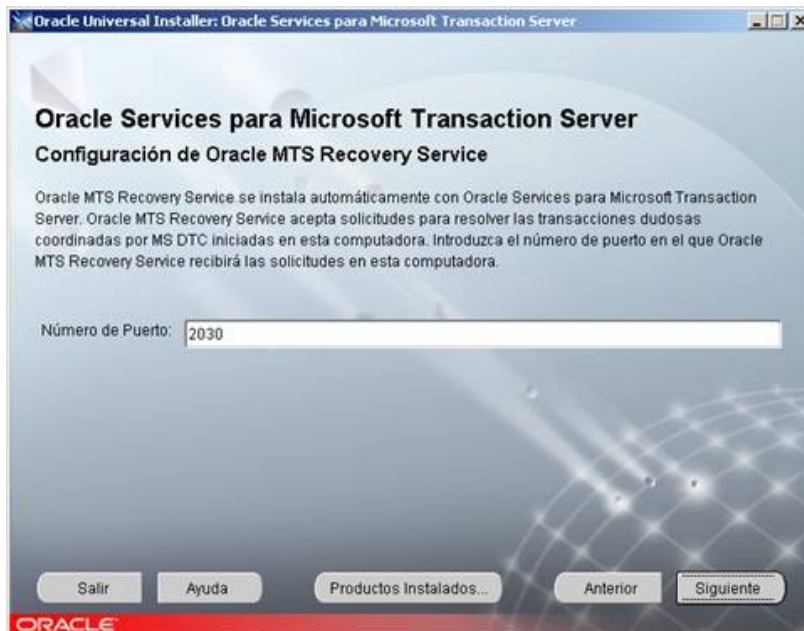 Oracle Universal Installer: Oracle Services para Microsoft Transaction Server
Oracle Services para Microsoft Transaction Server
Configuración de Oracle MTS Recovery Service
Oracle MTS Recovery Service se instala automáticamente con Oracle Services para Microsoft Transaction
Server. Oracle MTS Recovery Service acepta solicitudes para resolver las transacciones dudosas
coordinadas por MS DTC iniciadas en esta computadora. Introduzca el número de puerto en el que Oracle
MTS Recovery Service recibirá las solicitudes en esta computadora.
Número de Puerto: 2030
Salir Ayuda Productos Instalados... Anterior Siguiente
ORACLE